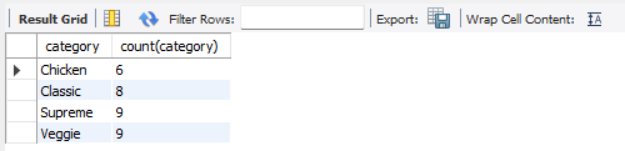 Result Grid Filter Rows: Export: Wrap Cell Content: IA
category count(category)
Chicken 6
Classic 8
Supreme 9
Veggie 9